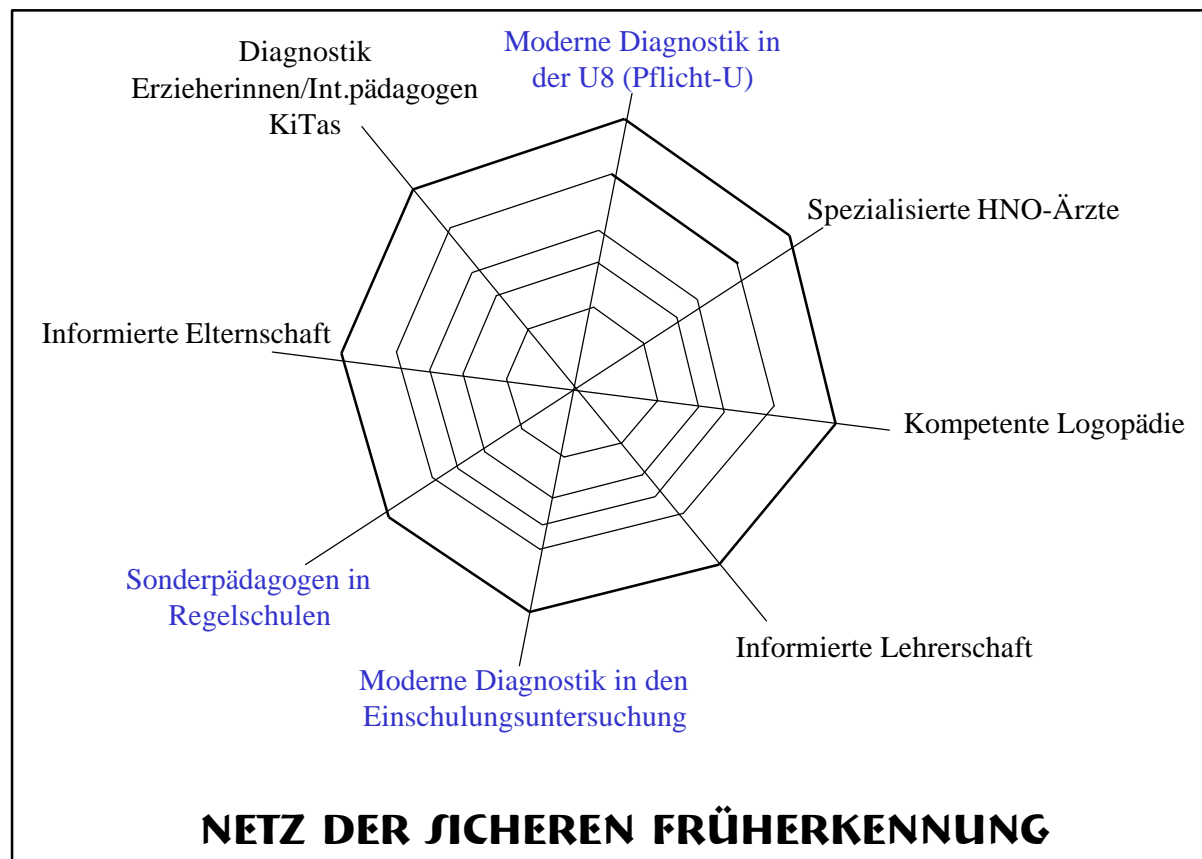 Diagnostik
Erzieherinnen/Int.pädagogen
KiTas
Moderne Diagnostik in
der U8 (Pflicht-U)
Spezialisierte HNO-Ärzte
Informierte Elternschaft
Kompetente Logopädie
Sonderpädagogen in
Regelschulen
Informierte Lehrerschaft
Moderne Diagnostik in den
Einschulungsuntersuchung
NETZ DER SICHEREN FRÜHERKENNUNG